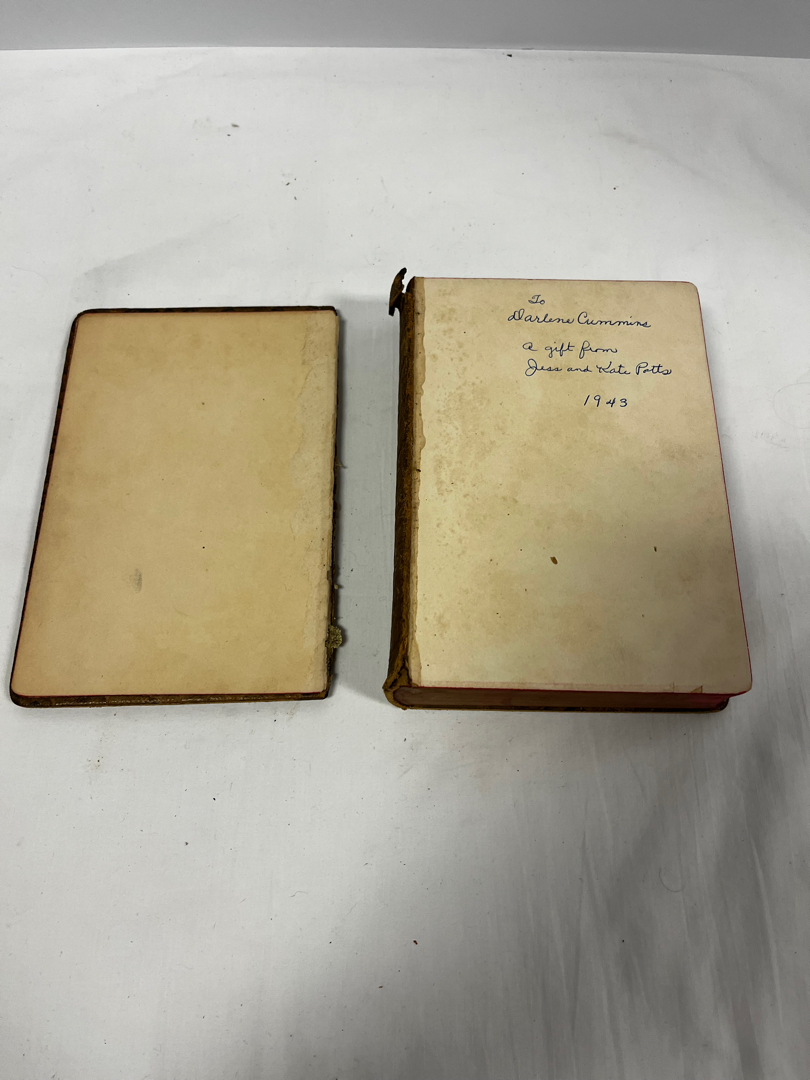 To
Darlene Cummins
A gift from
Jess and Kate Potts
1943